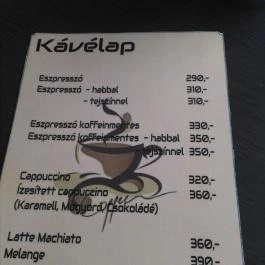 Kávélap
Eszpresszó 290,-
Eszpresszó - habbal 310,-
- tejszínnel 310,-
Eszpresszó koffeinmentes 330,-
Eszpresszó koffeinmentes - habbal 350,-
- tejszínnel 350,-
Cappuccino 320,-
Ízesített cappuccino 360,-
(Karamell, Mogyoró, Csokoládé)
Latte Machiato 360,-
Melange 390,-